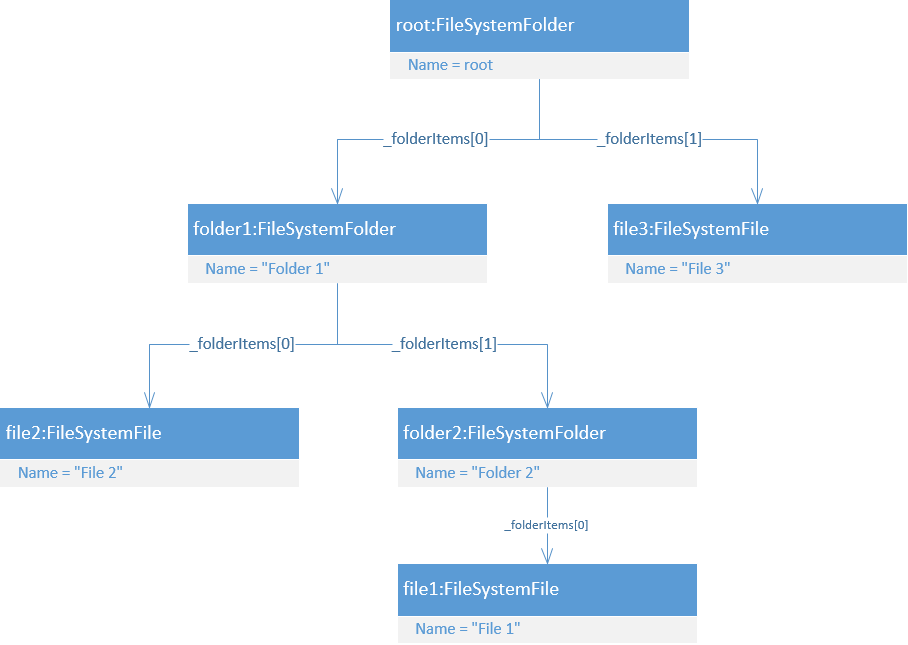 root:FileSystemFolder
Name = root
_folderItems[0]
_folderItems[1]
folder1:FileSystemFolder
Name = "Folder 1"
file3:FileSystemFile
Name = "File 3"
_folderItems[0]
_folderItems[1]
file2:FileSystemFile
Name = "File 2"
folder2:FileSystemFolder
Name = "Folder 2"
_folderItems[0]
file1:FileSystemFile
Name = "File 1"